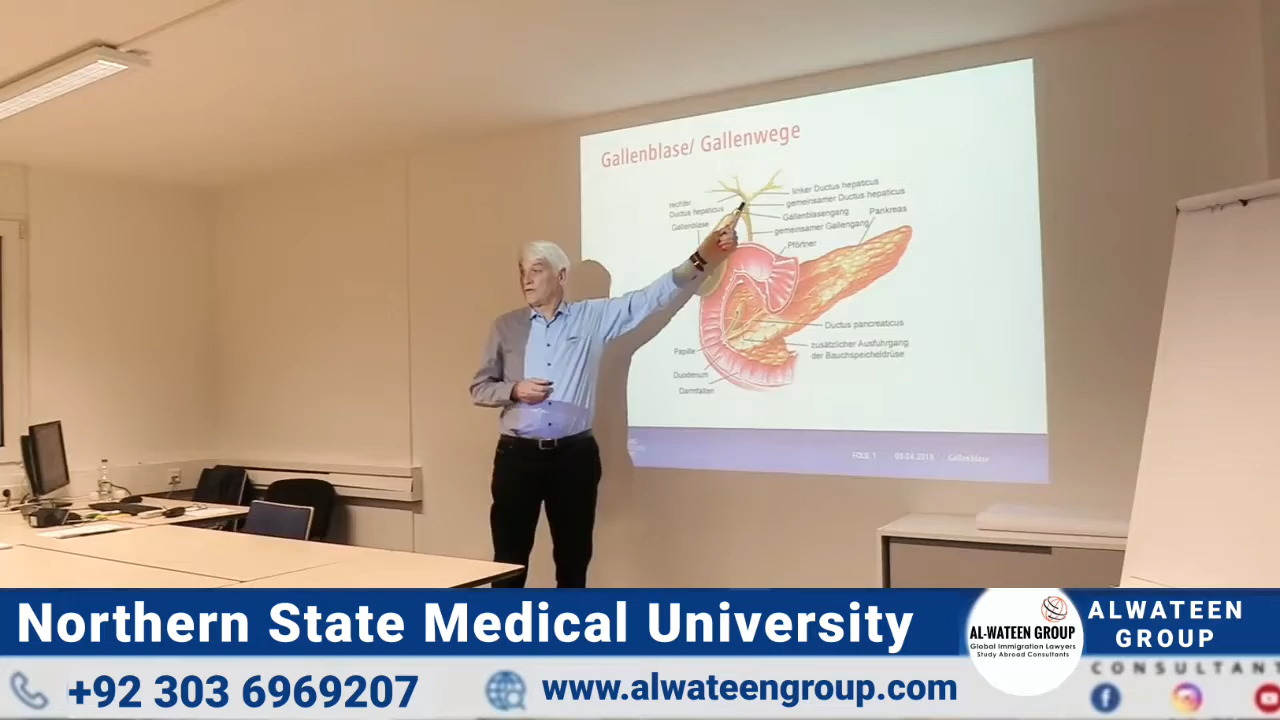 Gallenblase/ Gallenwege
linker Ductus hepaticus
rechter
Ductus hepaticus
gemeinsamer Ductus hepaticus
Gallenblasengang
Pankreas
Gallenblase
gemeinsamer Gallengang
Pförtner
Ductus pancreaticus
zusätzlicher Ausfuhrgang
der Bauchspeicheldrüse
Papille
Duodenum
Darmfalten
FOLIE 1
Gallenblase
Northern State Medical University
AL-WATEEN GROUP
Global Immigration Lawyers
Study Abroad Consultants
ALWATEEN
GROUP
CONSULTANT
+92 303 6969207
www.alwateengroup.com